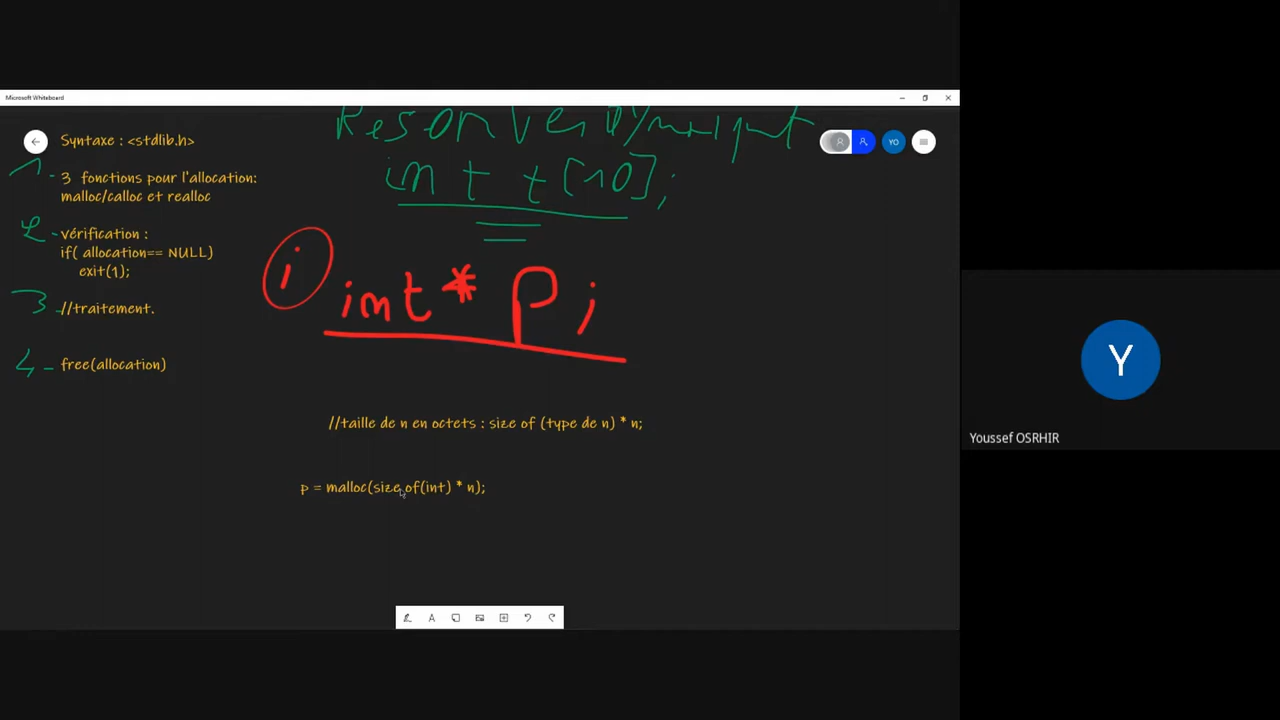 Microsoft Whiteboard
Syntaxe : <stdlib.h>
1 - 3 fonctions pour l'allocation:
malloc/calloc et realloc
2 - vérification :
if( allocation== NULL)
exit(1);
3 - //traitement.
4 - free(allocation)
int t[10];
i
int* P;
//taille de n en octets : size of (type de n) * n;
p = malloc(size of(int) * n);
YO
Y
Youssef OSRHIR